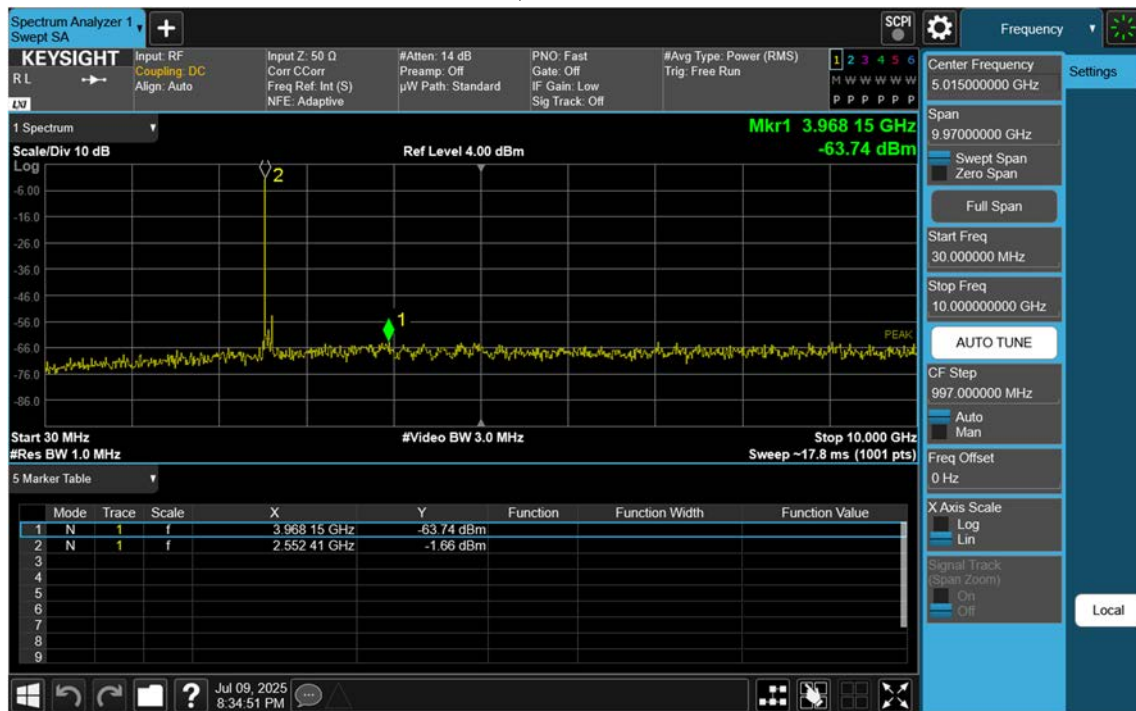 Spectrum Analyzer 1
Swept SA
SCPI
Frequency
KEYSIGHT
R L
LXI
Input: RF
Coupling: DC
Align: Auto
Input Z: 50 Ω
Corr CCorr
Freq Ref: Int (S)
NFE: Adaptive
#Atten: 14 dB
Preamp: Off
µW Path: Standard
PNO: Fast
Gate: Off
IF Gain: Low
Sig Track: Off
#Avg Type: Power (RMS)
Trig: Free Run
1 2 3 4 5 6
M W W W W W
P P P P P P
1 Spectrum
Scale/Div 10 dB
Ref Level 4.00 dBm
Mkr1 3.968 15 GHz
-63.74 dBm
Log
-6.00
-16.0
-26.0
-36.0
-46.0
-56.0
-66.0
-76.0
-86.0
2
1
PEAK
Start 30 MHz
#Video BW 3.0 MHz
Stop 10.000 GHz
#Res BW 1.0 MHz
Sweep ~17.8 ms (1001 pts)
5 Marker Table
Mode Trace Scale X Y Function Function Width Function Value
1 N 1 f 3.968 15 GHz -63.74 dBm
2 N 1 f 2.552 41 GHz -1.66 dBm
3
4
5
6
7
8
9
Jul 09, 2025
8:34:51 PM
Center Frequency
5.015000000 GHz
Settings
Span
9.97000000 GHz
Swept Span
Zero Span
Full Span
Start Freq
30.000000 MHz
Stop Freq
10.000000000 GHz
AUTO TUNE
CF Step
997.000000 MHz
Auto
Man
Freq Offset
0 Hz
X Axis Scale
Log
Lin
Signal Track
(Span Zoom)
On
Off
Local